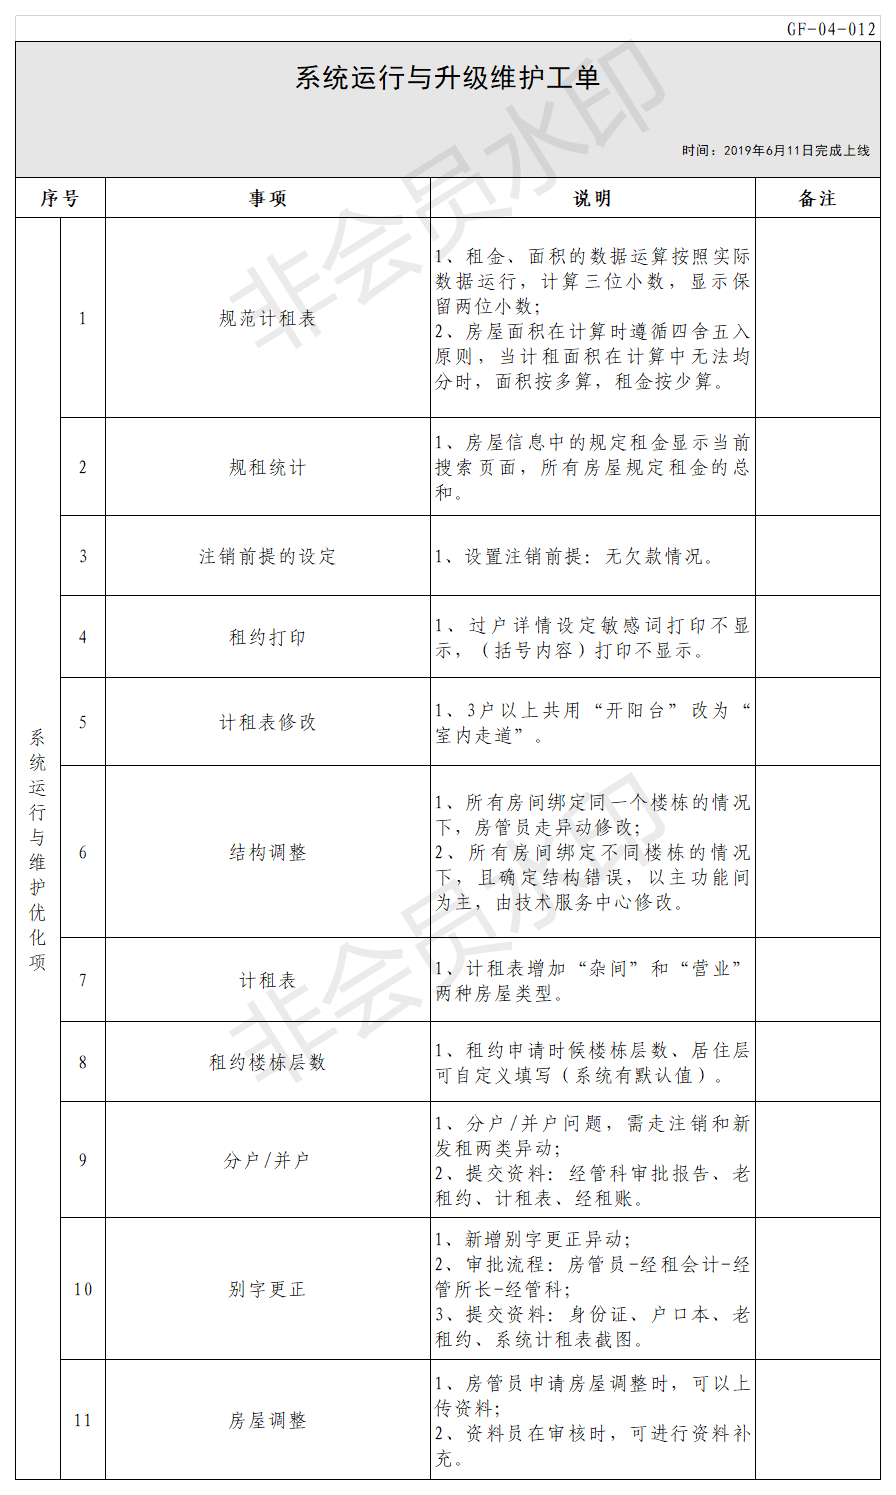 GF-04-012
系统运行与升级维护工单
时间：2019年6月11日完成上线
序号 事项 说明 备注
系统运行与维护优化项
1 规范计租表
1、租金、面积的数据运算按照实际
数据运行，计算三位小数，显示保
留两位小数；
2、房屋面积在计算时遵循四舍五入
原则，当计租面积在计算中无法均
分时，面积按多算，租金按少算。
2 规租统计
1、房屋信息中的规定租金显示当前
搜索页面，所有房屋规定租金的总
和。
3 注销前提的设定
1、设置注销前提：无欠款情况。
4 租约打印
1、过户详情设定敏感词打印不显
示，（括号内容）打印不显示。
5 计租表修改
1、3户以上共用“开阳台”改为“
室内走道”。
6 结构调整
1、所有房间绑定同一个楼栋的情况
下，房管员走异动修改；
2、所有房间绑定不同楼栋的情况
下，且确定结构错误，以主功能间
为主，由技术服务中心修改。
7 计租表
1、计租表增加“杂间”和“营业”
两种房屋类型。
8 租约楼栋层数
1、租约申请时候楼栋层数、居住层
可自定义填写（系统有默认值）。
9 分户/并户
1、分户/并户问题，需走注销和新
发租两类异动；
2、提交资料：经管科审批报告、老
租约、计租表、经租账。
10 别字更正
1、新增别字更正异动；
2、审批流程：房管员-经租会计-经
管所长-经管科；
3、提交资料：身份证、户口本、老
租约、系统计租表截图。
11 房屋调整
1、房管员申请房屋调整时，可以上
传资料；
2、资料员在审核时，可进行资料补
充。
非会员水印
非会员水印